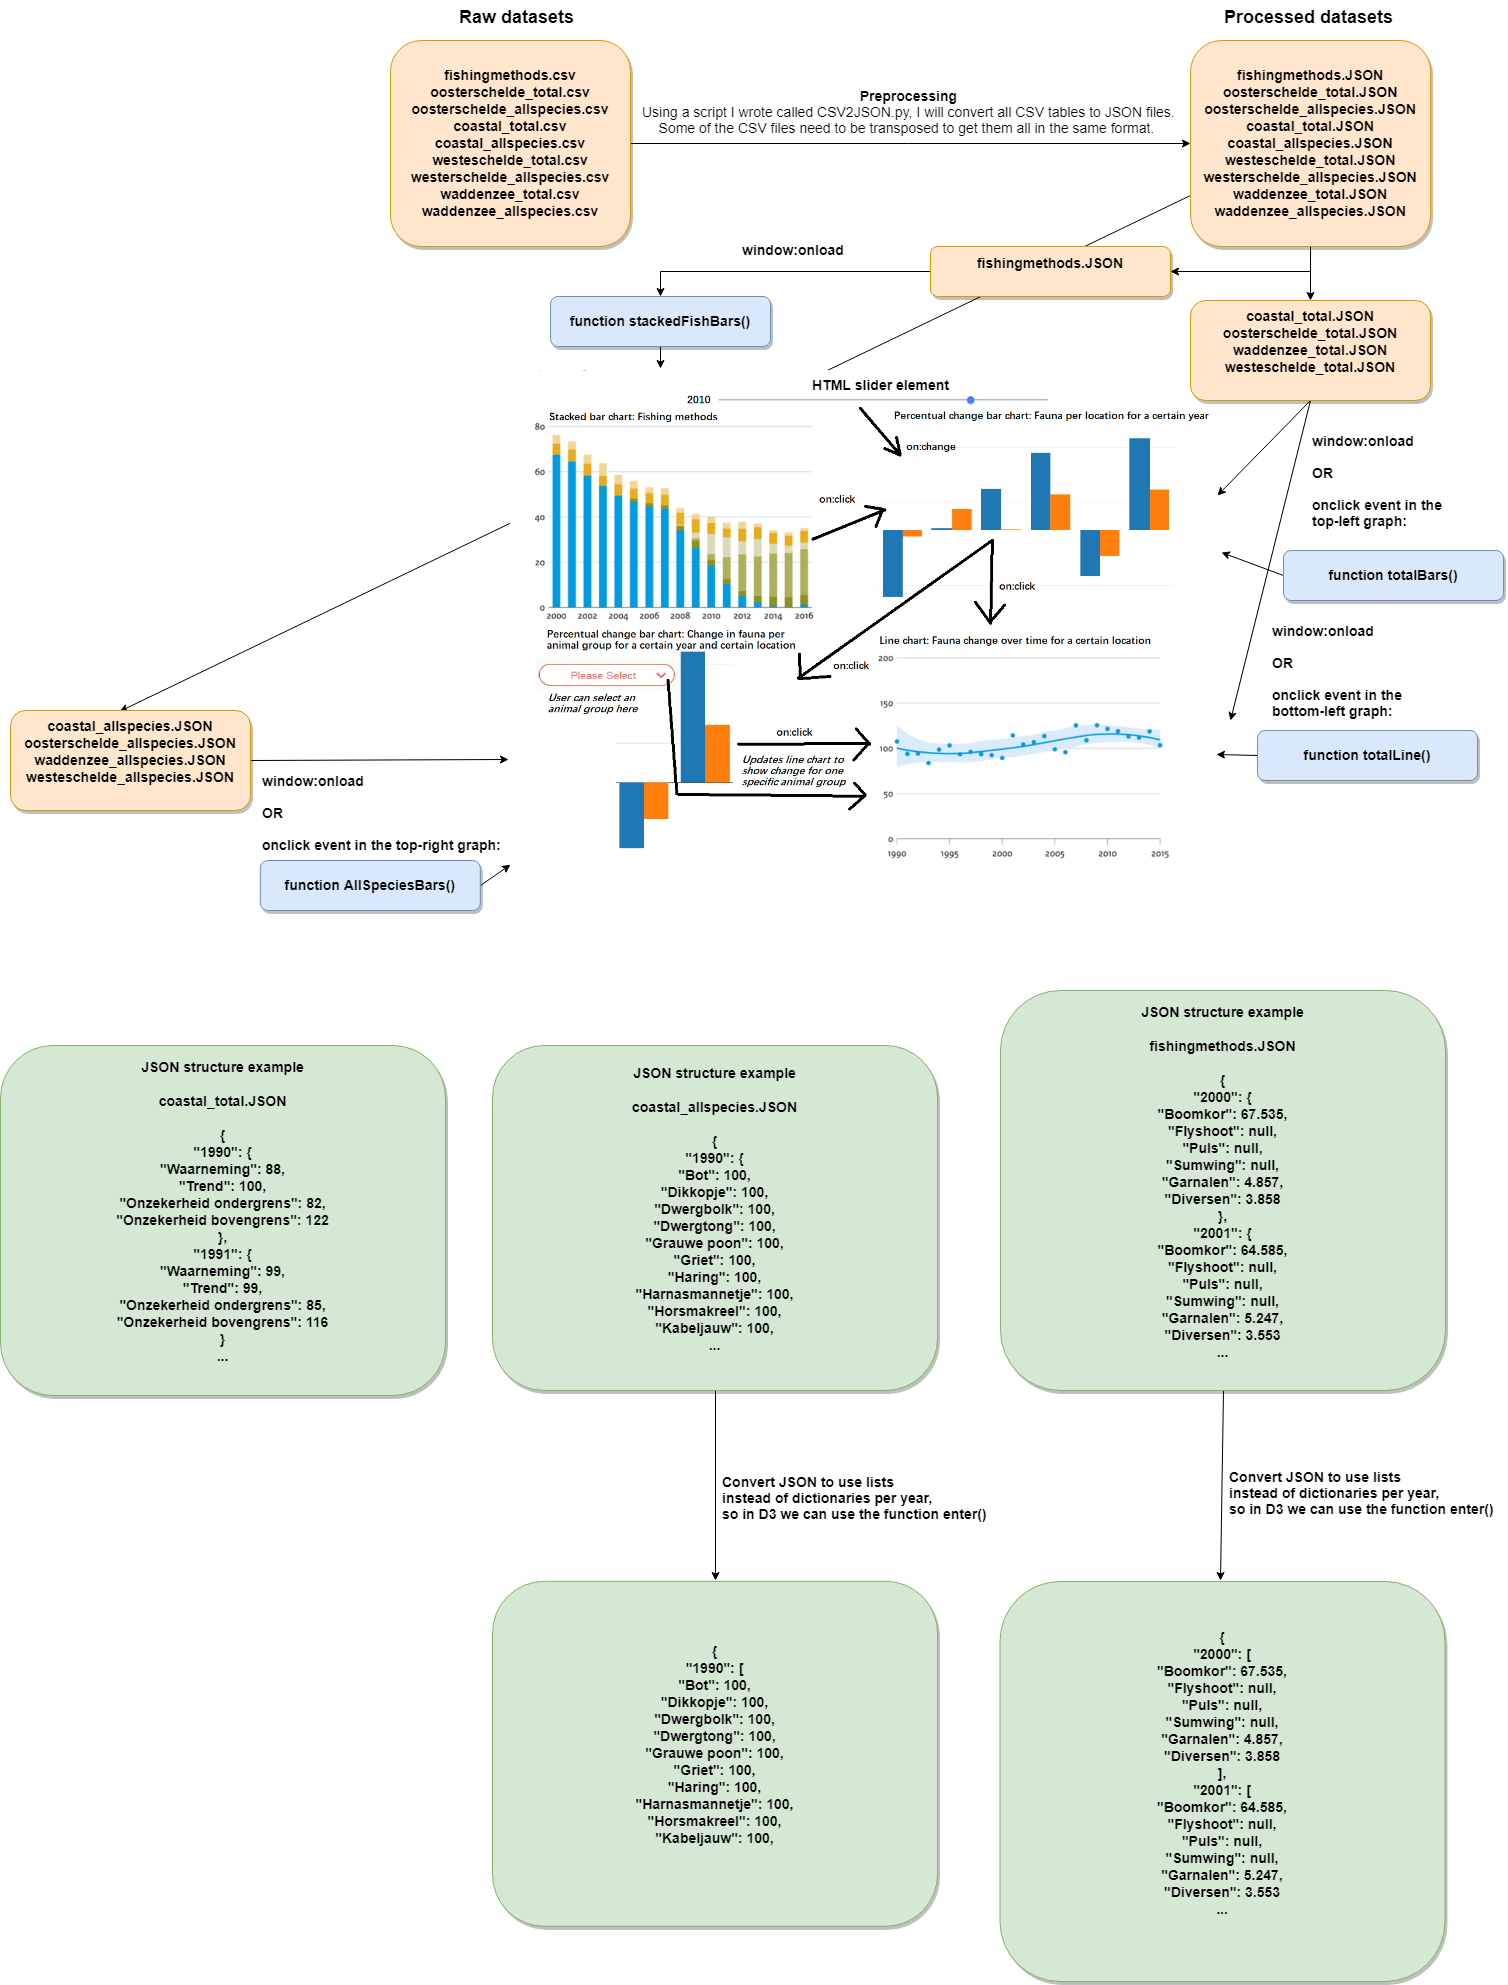 Raw datasets
Processed datasets
fishingmethods.csv
oosterschelde_total.csv
oosterschelde_allspecies.csv
coastal_total.csv
coastal_allspecies.csv
westeschelde_total.csv
westerschelde_allspecies.csv
waddenzee_total.csv
waddenzee_allspecies.csv
Preprocessing
Using a script I wrote called CSV2JSON.py, I will convert all CSV tables to JSON files.
Some of the CSV files need to be transposed to get them all in the same format.
fishingmethods.JSON
oosterschelde_total.JSON
oosterschelde_allspecies.JSON
coastal_total.JSON
coastal_allspecies.JSON
westeschelde_total.JSON
westerschelde_allspecies.JSON
waddenzee_total.JSON
waddenzee_allspecies.JSON
window:onload
fishingmethods.JSON
function stackedFishBars()
coastal_total.JSON
oosterschelde_total.JSON
waddenzee_total.JSON
westeschelde_total.JSON
HTML slider element
2010
Stacked bar chart: Fishing methods
80
60
40
20
0
2000 2002 2004 2006 2008 2010 2012 2014 2016
Percentual change bar chart: Fauna per location for a certain year
on:change
on:click
on:click
on:click
window:onload
OR
onclick event in the
top-left graph:
function totalBars()
window:onload
OR
onclick event in the
bottom-left graph:
function totalLine()
Percentual change bar chart: Change in fauna per
animal group for a certain year and certain location
Please Select
User can select an
animal group here
on:click
Updates line chart to
show change for one
specific animal group
Line chart: Fauna change over time for a certain location
200
150
100
50
0
1990 1995 2000 2005 2010 2015
coastal_allspecies.JSON
oosterschelde_allspecies.JSON
waddenzee_allspecies.JSON
westeschelde_allspecies.JSON
window:onload
OR
onclick event in the top-right graph:
function AllSpeciesBars()
JSON structure example
coastal_total.JSON
{
"1990": {
"Waarneming": 88,
"Trend": 100,
"Onzekerheid ondergrens": 82,
"Onzekerheid bovengrens": 122
},
"1991": {
"Waarneming": 99,
"Trend": 99,
"Onzekerheid ondergrens": 85,
"Onzekerheid bovengrens": 116
}
...
JSON structure example
coastal_allspecies.JSON
{
"1990": {
"Bot": 100,
"Dikkopje": 100,
"Dwergbolk": 100,
"Dwergtong": 100,
"Grauwe poon": 100,
"Griet": 100,
"Haring": 100,
"Harnasmannetje": 100,
"Horsmakreel": 100,
"Kabeljauw": 100,
...
JSON structure example
fishingmethods.JSON
{
"2000": {
"Boomkor": 67.535,
"Flyshoot": null,
"Puls": null,
"Sumwing": null,
"Garnalen": 4.857,
"Diversen": 3.858
},
"2001": {
"Boomkor": 64.585,
"Flyshoot": null,
"Puls": null,
"Sumwing": null,
"Garnalen": 5.247,
"Diversen": 3.553
...
Convert JSON to use lists
instead of dictionaries per year,
so in D3 we can use the function enter()
Convert JSON to use lists
instead of dictionaries per year,
so in D3 we can use the function enter()
{
"1990": [
"Bot": 100,
"Dikkopje": 100,
"Dwergbolk": 100,
"Dwergtong": 100,
"Grauwe poon": 100,
"Griet": 100,
"Haring": 100,
"Harnasmannetje": 100,
"Horsmakreel": 100,
"Kabeljauw": 100,
{
"2000": [
"Boomkor": 67.535,
"Flyshoot": null,
"Puls": null,
"Sumwing": null,
"Garnalen": 4.857,
"Diversen": 3.858
],
"2001": [
"Boomkor": 64.585,
"Flyshoot": null,
"Puls": null,
"Sumwing": null,
"Garnalen": 5.247,
"Diversen": 3.553
...